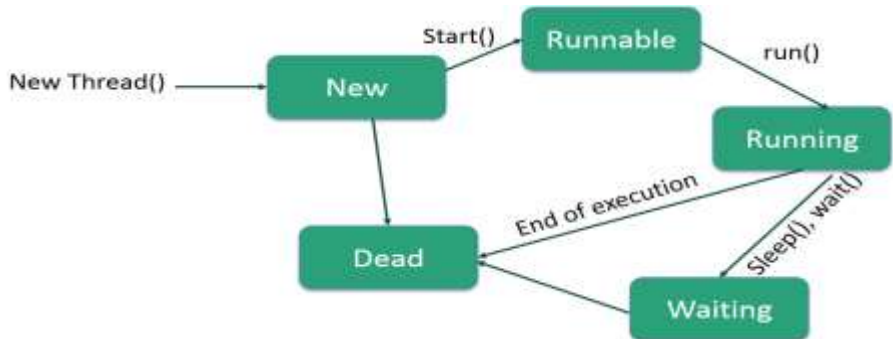 Start()
Runnable
run()
New Thread()
New
Running
End of execution
Sleep(), wait()
Dead
Waiting